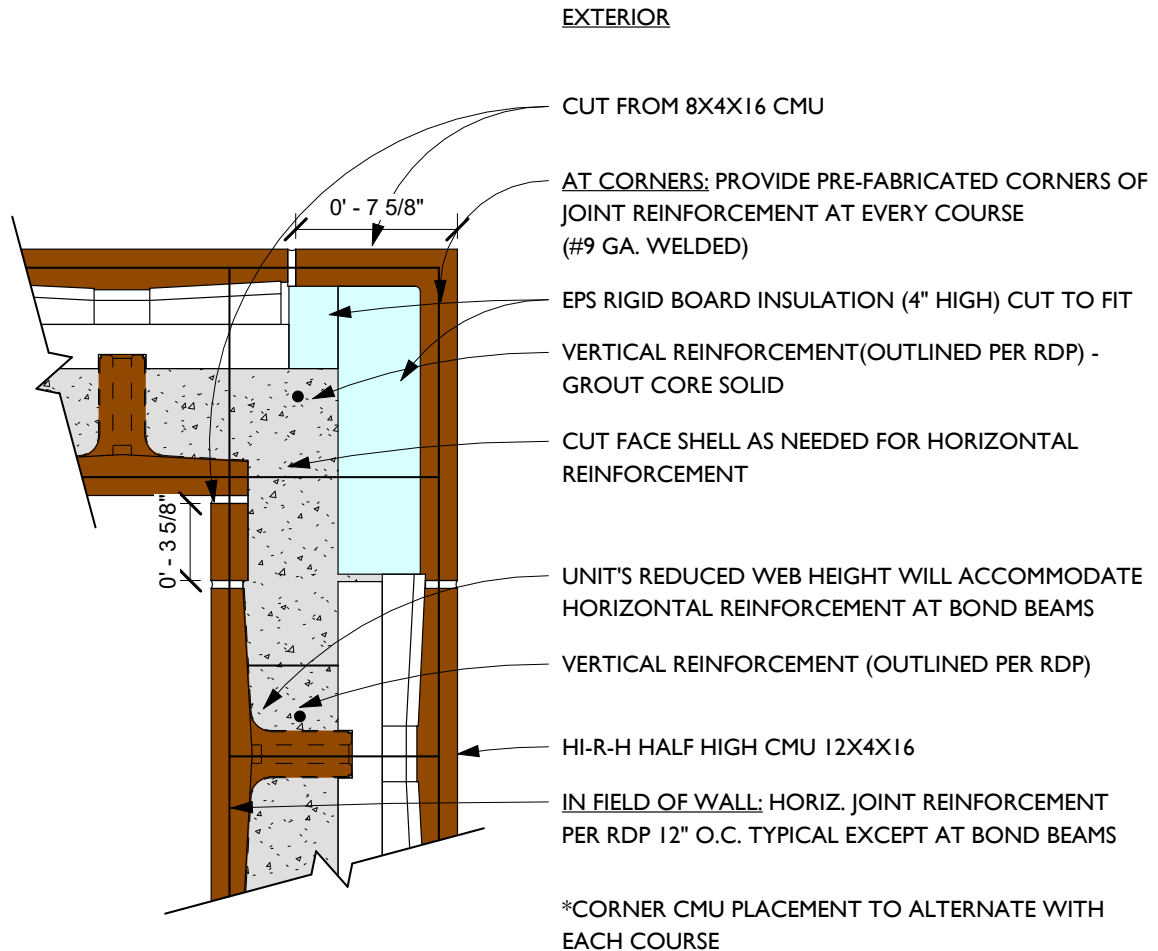 EXTERIOR
CUT FROM 8X4X16 CMU
AT CORNERS: PROVIDE PRE-FABRICATED CORNERS OF
JOINT REINFORCEMENT AT EVERY COURSE
(#9 GA. WELDED)
0' - 7 5/8"
EPS RIGID BOARD INSULATION (4" HIGH) CUT TO FIT
VERTICAL REINFORCEMENT(OUTLINED PER RDP) -
GROUT CORE SOLID
CUT FACE SHELL AS NEEDED FOR HORIZONTAL
REINFORCEMENT
0' - 3 5/8"
UNIT'S REDUCED WEB HEIGHT WILL ACCOMMODATE
HORIZONTAL REINFORCEMENT AT BOND BEAMS
VERTICAL REINFORCEMENT (OUTLINED PER RDP)
HI-R-H HALF HIGH CMU 12X4X16
IN FIELD OF WALL: HORIZ. JOINT REINFORCEMENT
PER RDP 12" O.C. TYPICAL EXCEPT AT BOND BEAMS
*CORNER CMU PLACEMENT TO ALTERNATE WITH
EACH COURSE